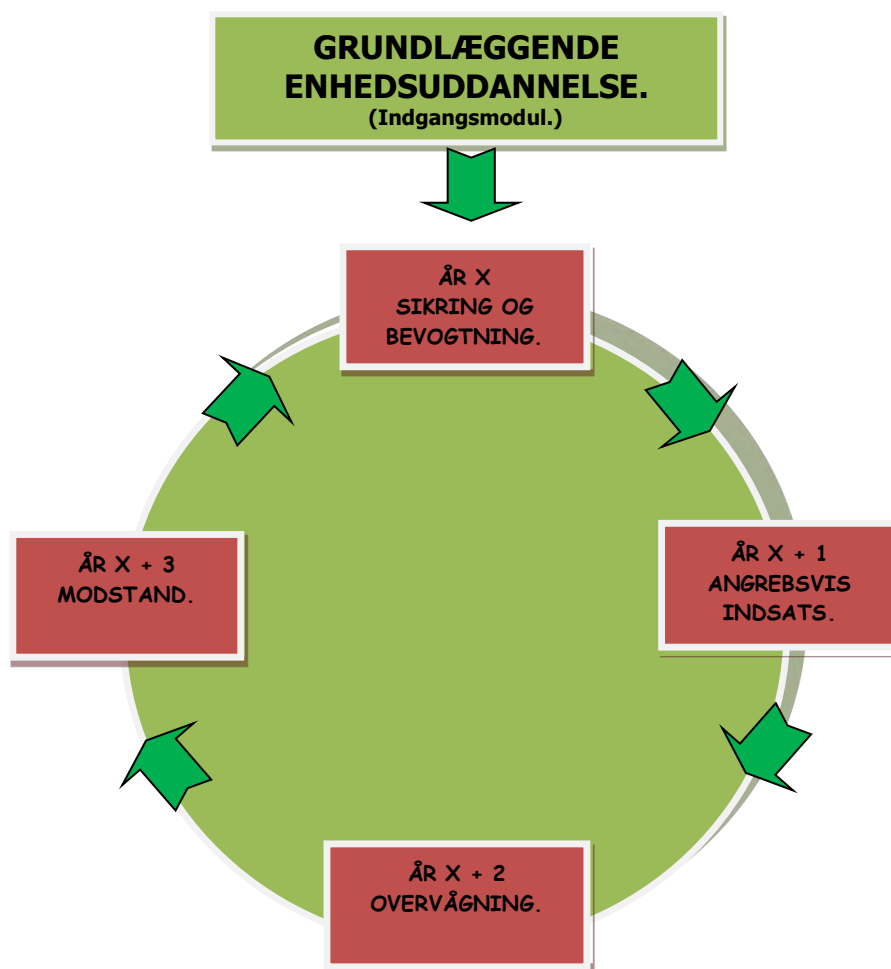 GRUNDLÆGGENDE
ENHEDSUDDANNELSE.
(Indgangsmodul.)
ÅR X
SIKRING OG
BEVOGTNING.
ÅR X + 3
MODSTAND.
ÅR X + 1
ANGREBSVIS
INDSATS.
ÅR X + 2
OVERVÅGNING.